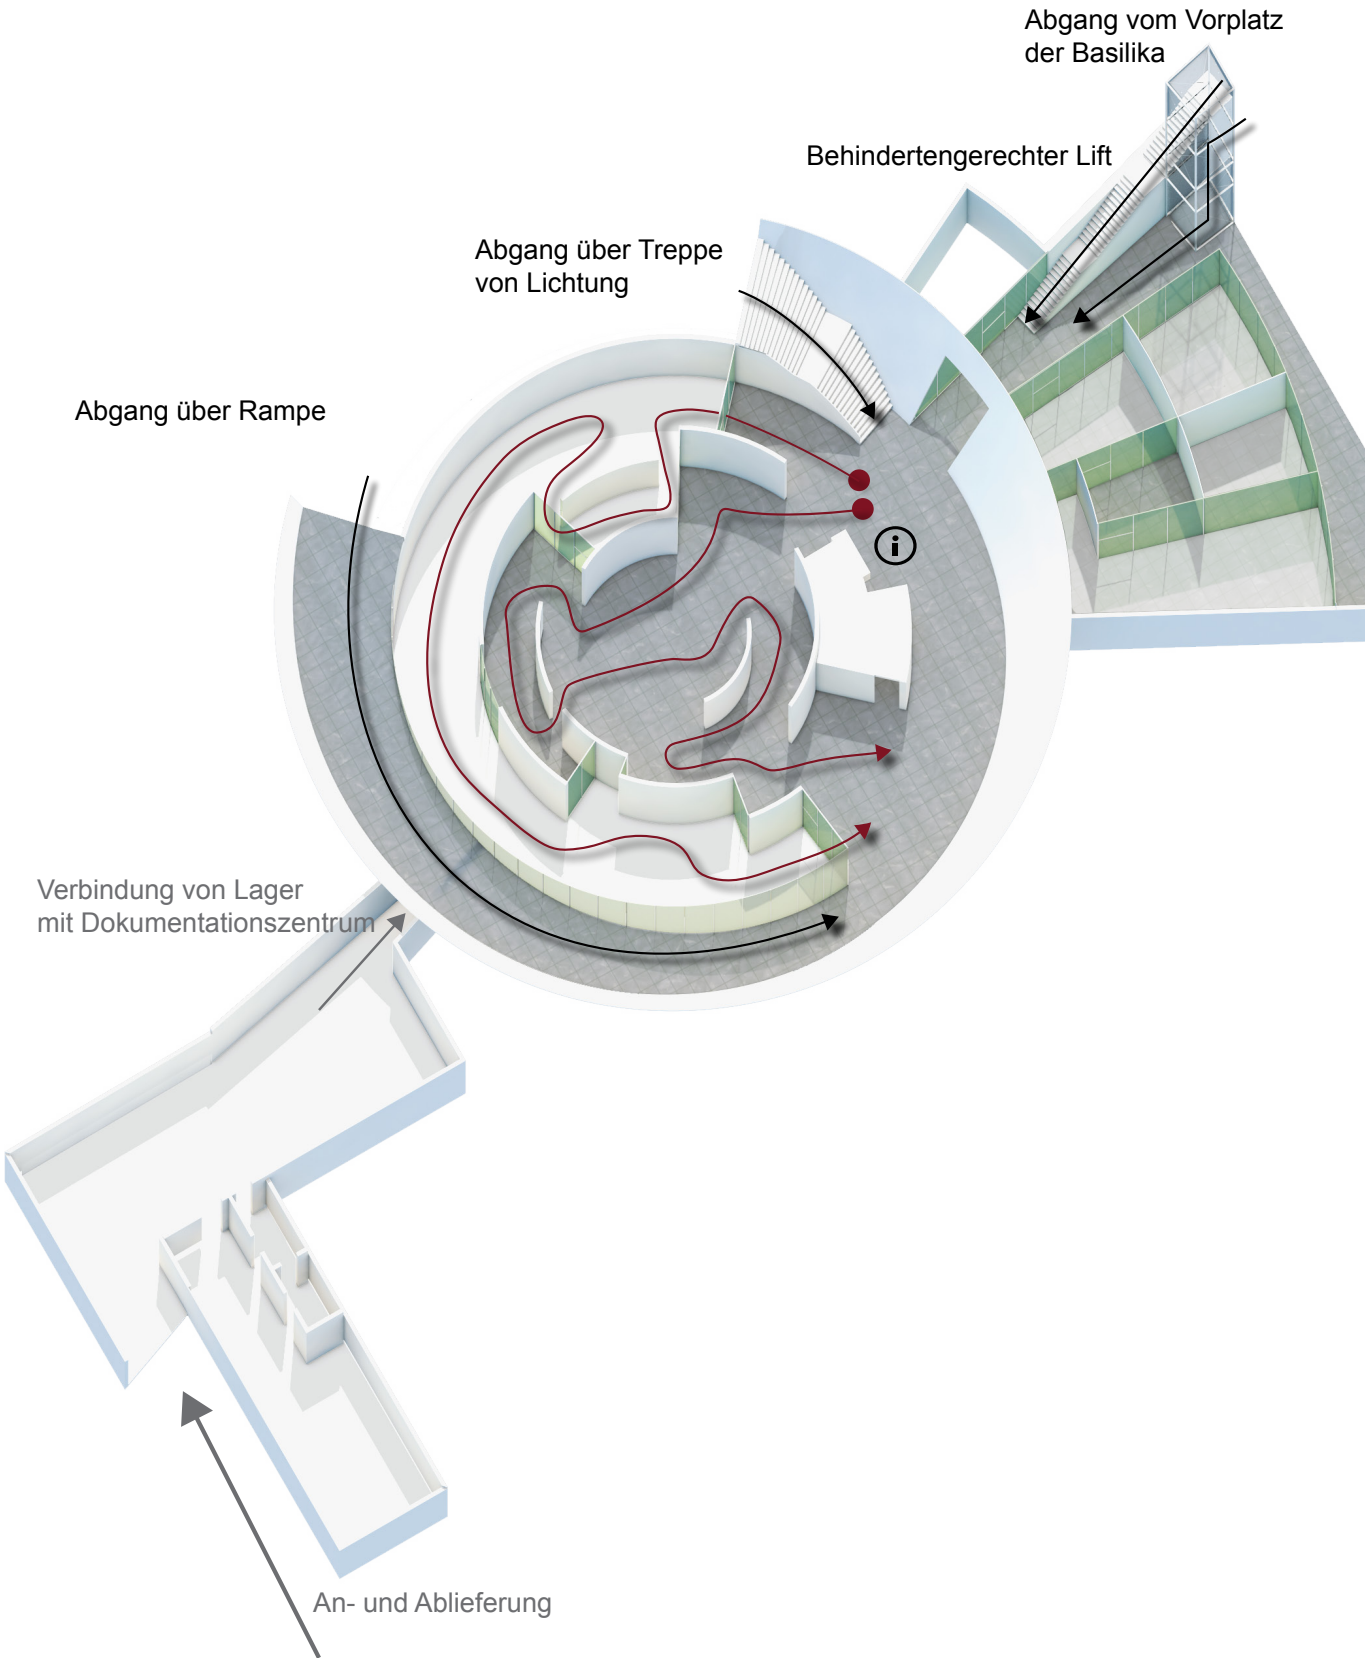 Abgang vom Vorplatz
der Basilika
Behindertengerechter Lift
Abgang über Treppe
von Lichtung
Abgang über Rampe
i
Verbindung von Lager
mit Dokumentationszentrum
An- und Ablieferung